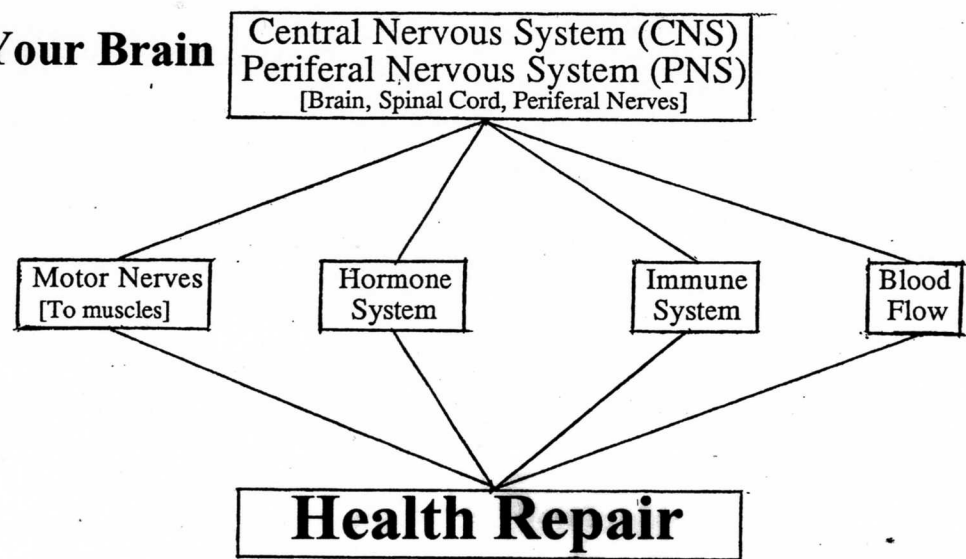 Your Brain
Central Nervous System (CNS)
Periferal Nervous System (PNS)
[Brain, Spinal Cord, Periferal Nerves]
Motor Nerves
[To muscles]
Hormone
System
Immune
System
Blood
Flow
Health Repair